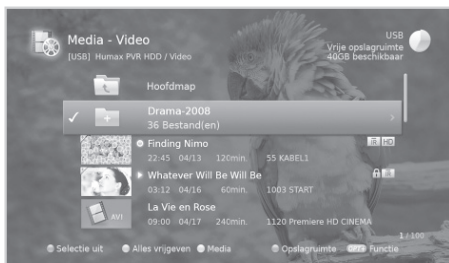 Media - Video
[USB] Humax PVR HDD / Video
USB
Vrije opslagruimte
40GB beschikbaar
Hoofdmap
Drama-2008
36 Bestand(en)
Finding Nimo
HD
22:45 04/13 120min. 55 KABEL1
Whatever Will Be Will Be
03:12 04/16 60min. 1003 START
La Vie en Rose
AVI
09:00 04/17 240min. 1120 Premiere HD CINEMA
1/100
Selectie uit Alles vrijgeven Media Opslagruimte OPT+ Functie